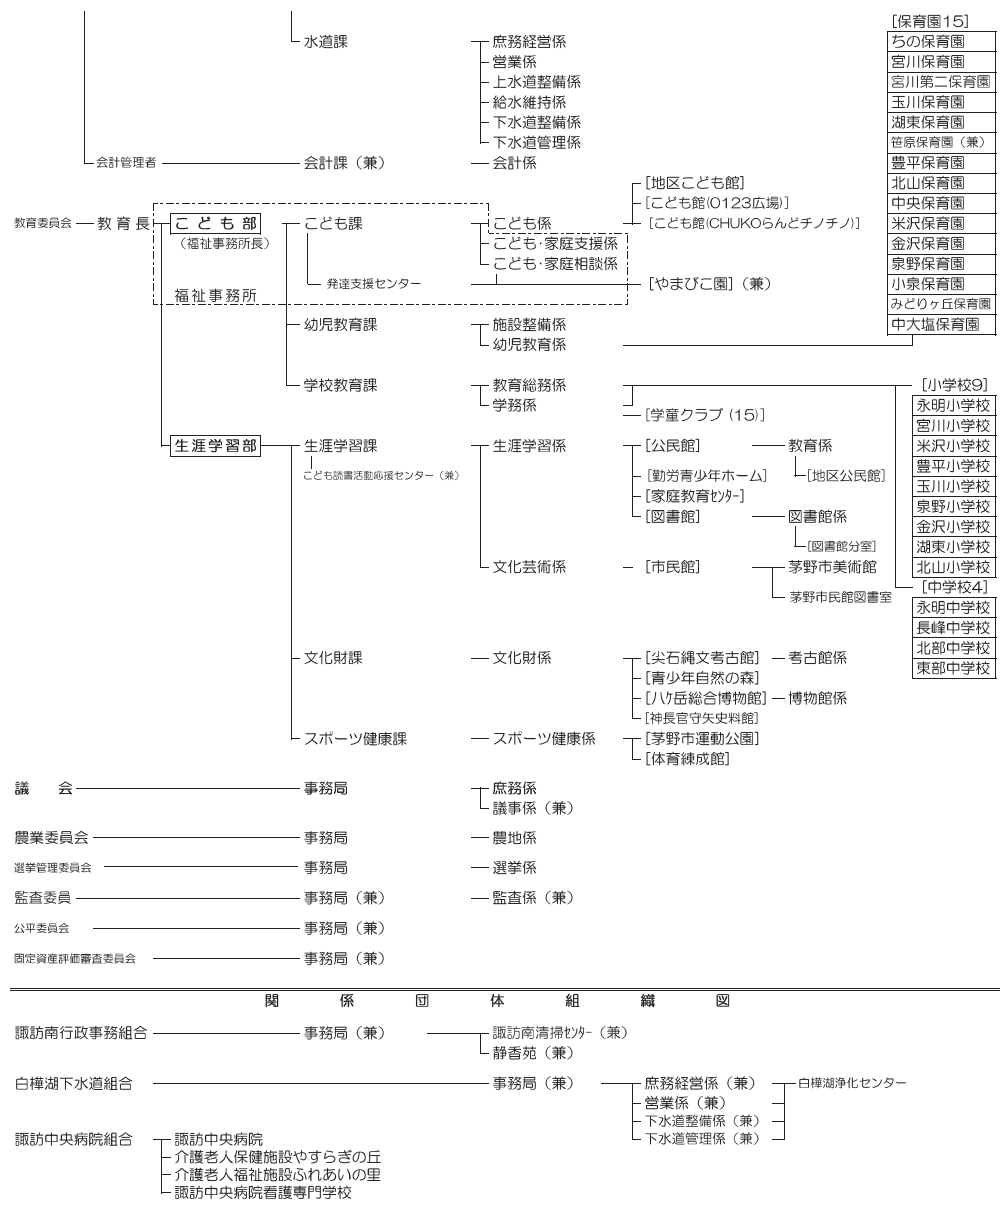 [保育園15]
水道課 庶務経営係 ちの保育園
営業係 宮川保育園
上水道整備係 宮川第二保育園
給水維持係 玉川保育園
下水道整備係 湖東保育園
下水道管理係 笹原保育園（兼）
会計管理者 会計課（兼） 会計係 豊平保育園
[地区こども館] 北山保育園
[こども館(0123広場)] 中央保育園
教育委員会 教育長 こども部 こども課 こども係 [こども館(CHUKOらんどチノチノ)] 米沢保育園
（福祉事務所長） こども・家庭支援係 金沢保育園
こども・家庭相談係 泉野保育園
発達支援センター [やまびこ園]（兼） 小泉保育園
福祉事務所 みどりヶ丘保育園
幼児教育課 施設整備係 中大塩保育園
幼児教育係
学校教育課 教育総務係 [小学校9]
学務係 永明小学校
[学童クラブ (15)] 宮川小学校
生涯学習部 生涯学習課 生涯学習係 [公民館] 教育係 米沢小学校
豊平小学校
こども読書活動応援センター（兼） [勤労青少年ホーム] [地区公民館]
玉川小学校
[家庭教育ｾﾝﾀｰ] 泉野小学校
[図書館] 図書館係 金沢小学校
[図書館分室] 湖東小学校
文化芸術係 [市民館] 茅野市美術館 北山小学校
[中学校4]
茅野市民館図書室 永明中学校
長峰中学校
北部中学校
文化財課 文化財係 [尖石縄文考古館] 考古館係 東部中学校
[青少年自然の森]
[八ケ岳総合博物館] 博物館係
[神長官守矢史料館]
スポーツ健康課 スポーツ健康係 [茅野市運動公園]
[体育練成館]
議会 事務局 庶務係
議事係（兼）
農業委員会 事務局 農地係
選挙管理委員会 事務局 選挙係
監査委員 事務局（兼） 監査係（兼）
公平委員会 事務局（兼）
固定資産評価審査委員会 事務局（兼）
関係団体組織図
諏訪南行政事務組合 事務局（兼） 諏訪南清掃ｾﾝﾀｰ（兼）
静香苑（兼）
白樺湖下水道組合 事務局（兼） 庶務経営係（兼） 白樺湖浄化センター
営業係（兼）
下水道整備係（兼）
下水道管理係（兼）
諏訪中央病院組合 諏訪中央病院
介護老人保健施設やすらぎの丘
介護老人福祉施設ふれあいの里
諏訪中央病院看護専門学校